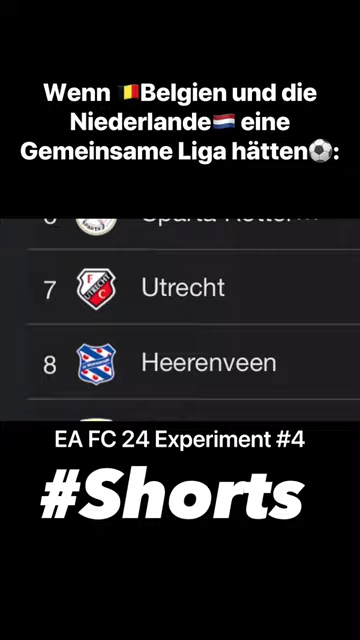 Wenn 🇧🇪Belgien und die
Niederlande🇳🇱 eine
Gemeinsame Liga hätten⚽:
7 Utrecht
8 Heerenveen
EA FC 24 Experiment #4
#Shorts